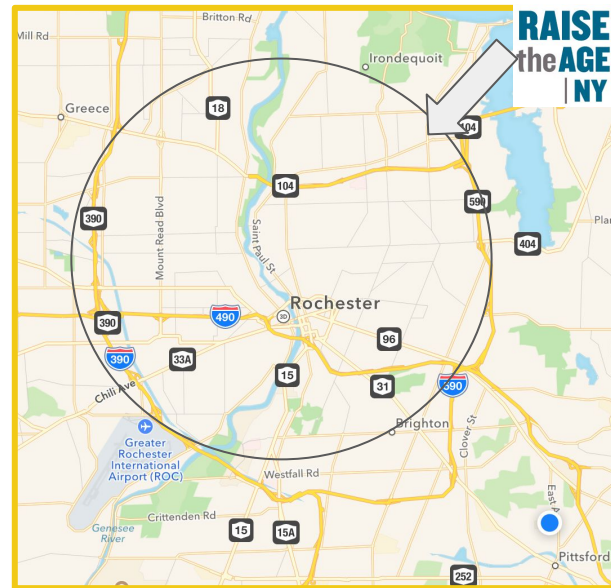 RAISE
the AGE
| NY
Britton Rd
Mill Rd
Irondequoit
Greece
18
104
104
390
590
Mount Read Blvd
Saint Paul St
404
Rochester
490
390
390
33A
96
15
31
590
Chili Ave
Brighton
Clover St
Greater
Rochester
International
Airport (ROC)
Westfall Rd
Genesee
River
Crittenden Rd
15
15A
East A
Pittsford
252